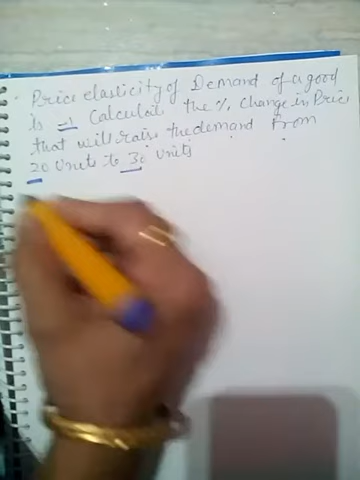 Price elasticity of Demand of a good
is -1 Calculate the % change in Price
that will raise the demand from
20 Units to 30 units